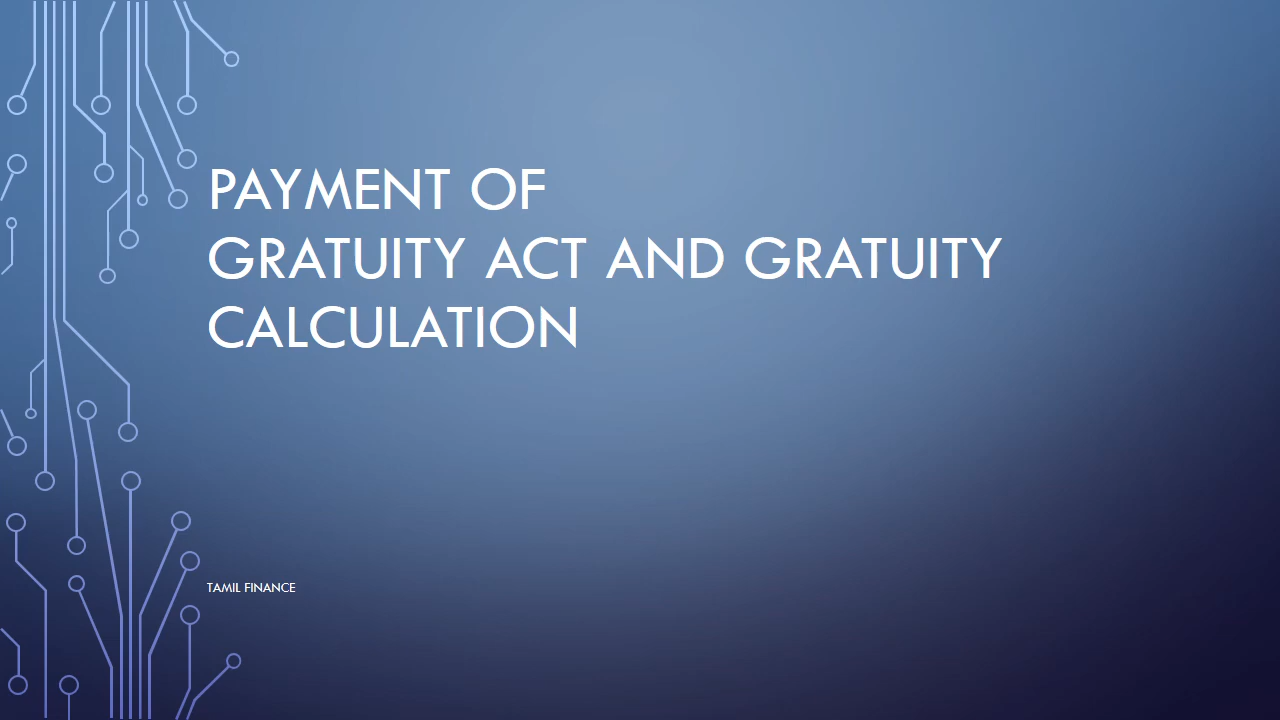 PAYMENT OF
GRATUITY ACT AND GRATUITY
CALCULATION
TAMIL FINANCE